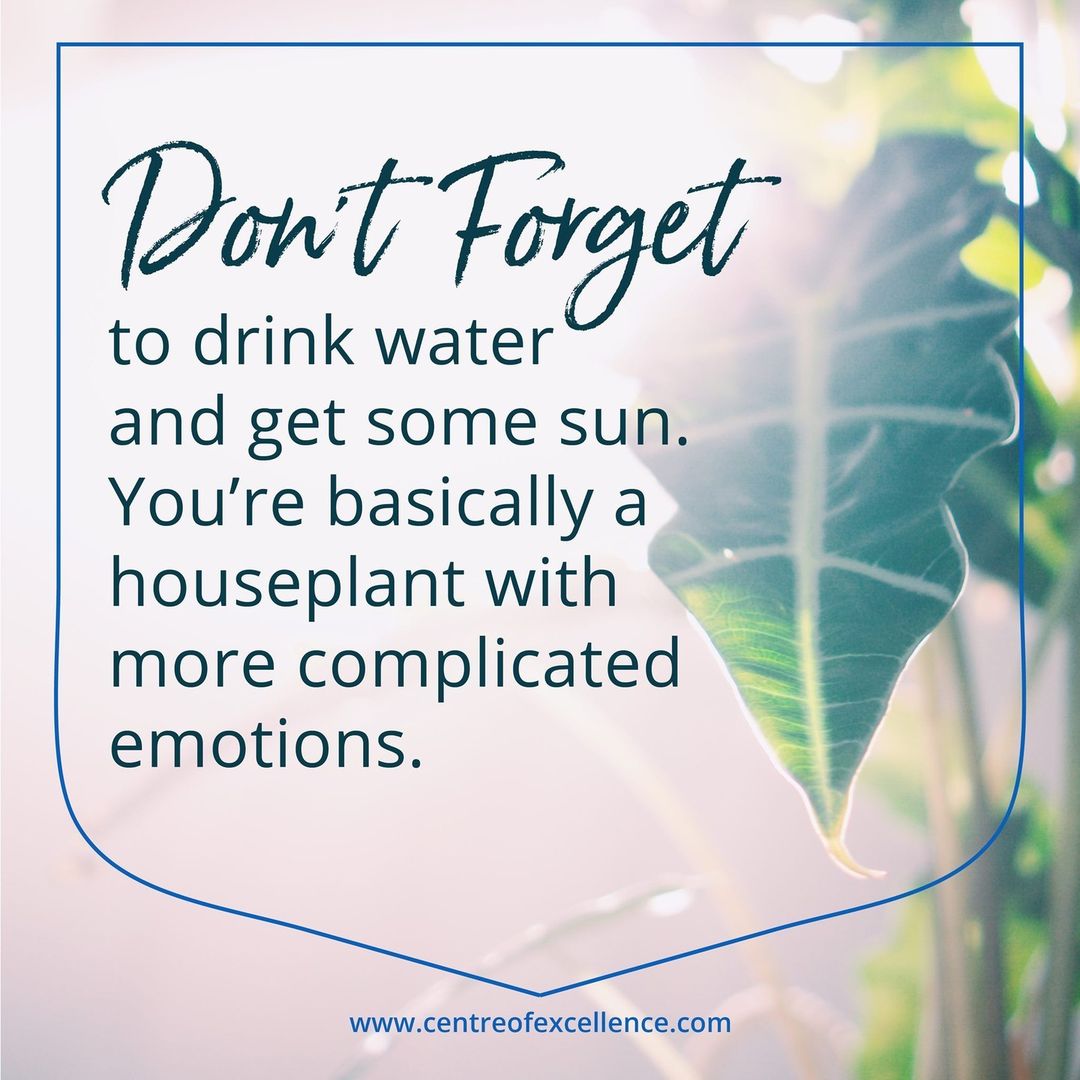 Don't Forget
to drink water
and get some sun.
You’re basically a
houseplant with
more complicated
emotions.
www.centreofexcellence.com